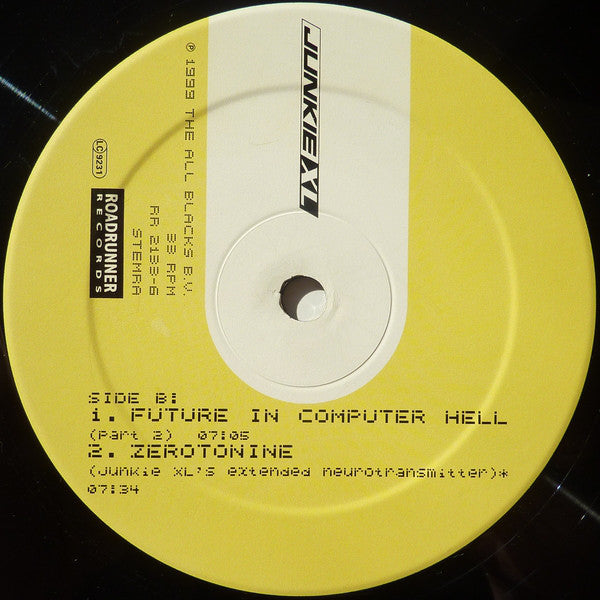 JUNKIE XL
℗ 1999 THE ALL BLACKS B.V.
RR 2133-6
33 RPM
STEMRA
LC 9231
ROADRUNNER
RECORDS
SIDE B:
1. FUTURE IN COMPUTER HELL
(Part 2) 07:05
2. ZEROTONINE
(Junkie XL's extended neurotransmitter)*
07:34